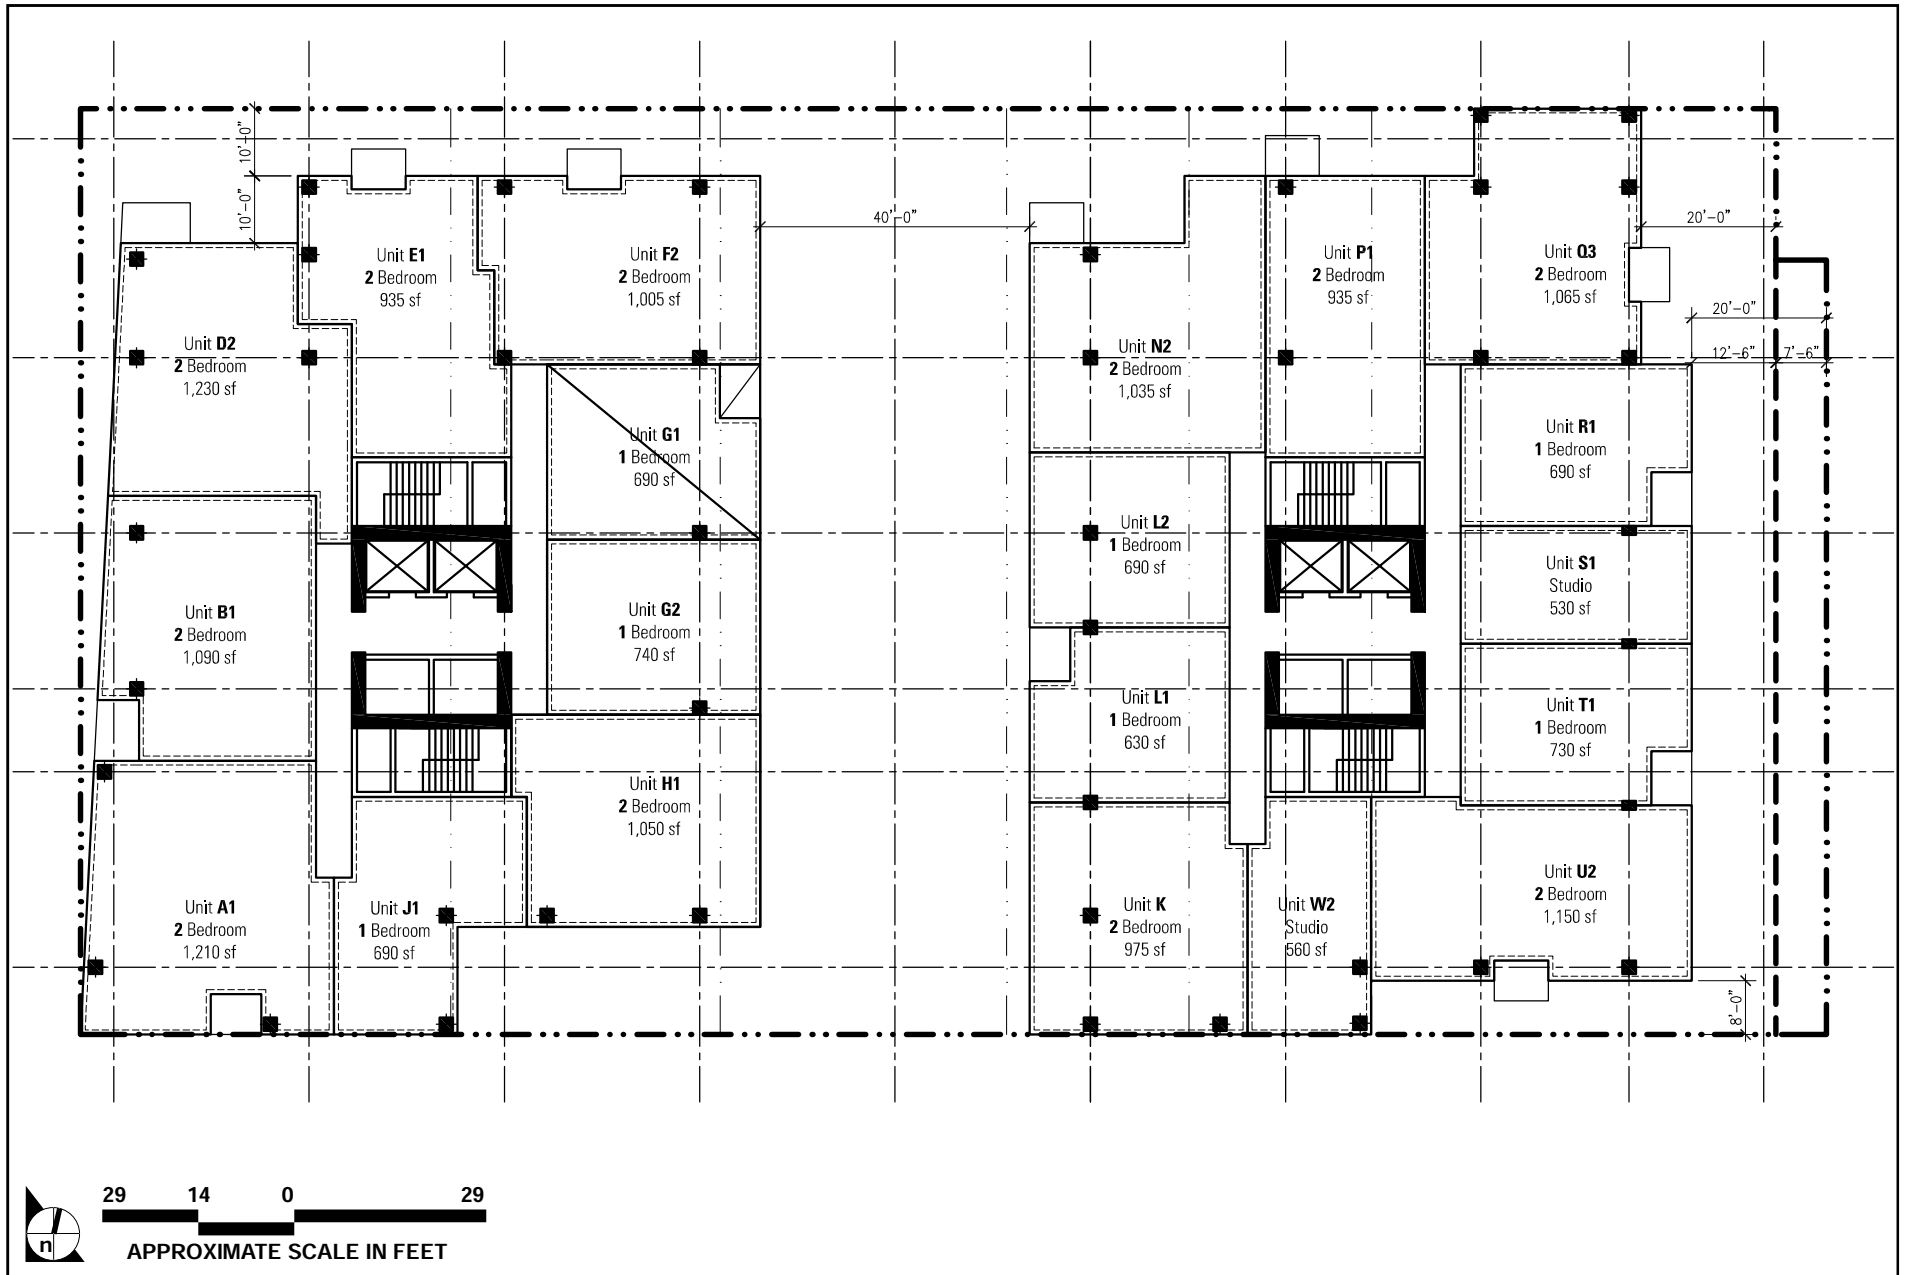 10'-0"
10'-0"
40'-0"
20'-0"
20'-0"
12'-6"
7'-6"
8'-0"
Unit E1
2 Bedroom
935 sf
Unit F2
2 Bedroom
1,005 sf
Unit D2
2 Bedroom
1,230 sf
Unit G1
1 Bedroom
690 sf
Unit B1
2 Bedroom
1,090 sf
Unit G2
1 Bedroom
740 sf
Unit H1
2 Bedroom
1,050 sf
Unit A1
2 Bedroom
1,210 sf
Unit J1
1 Bedroom
690 sf
Unit P1
2 Bedroom
935 sf
Unit Q3
2 Bedroom
1,065 sf
Unit N2
2 Bedroom
1,035 sf
Unit R1
1 Bedroom
690 sf
Unit L2
1 Bedroom
690 sf
Unit S1
Studio
530 sf
Unit L1
1 Bedroom
630 sf
Unit T1
1 Bedroom
730 sf
Unit K
2 Bedroom
975 sf
Unit W2
Studio
560 sf
Unit U2
2 Bedroom
1,150 sf
n
29 14 0 29
APPROXIMATE SCALE IN FEET